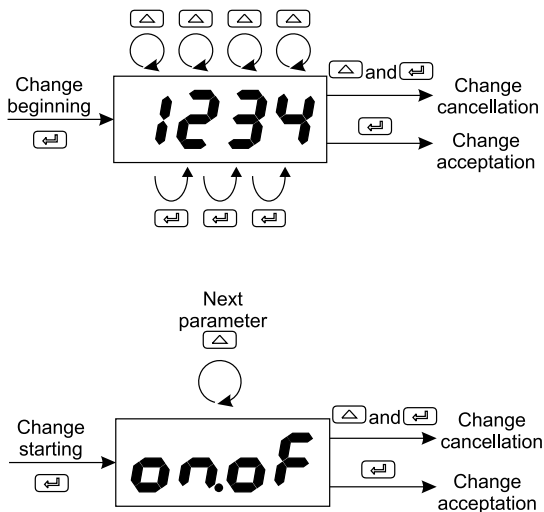 Change
beginning
1234
and
Change
cancellation
Change
acceptation
Next
parameter
Change
starting
on.oF
and
Change
cancellation
Change
acceptation